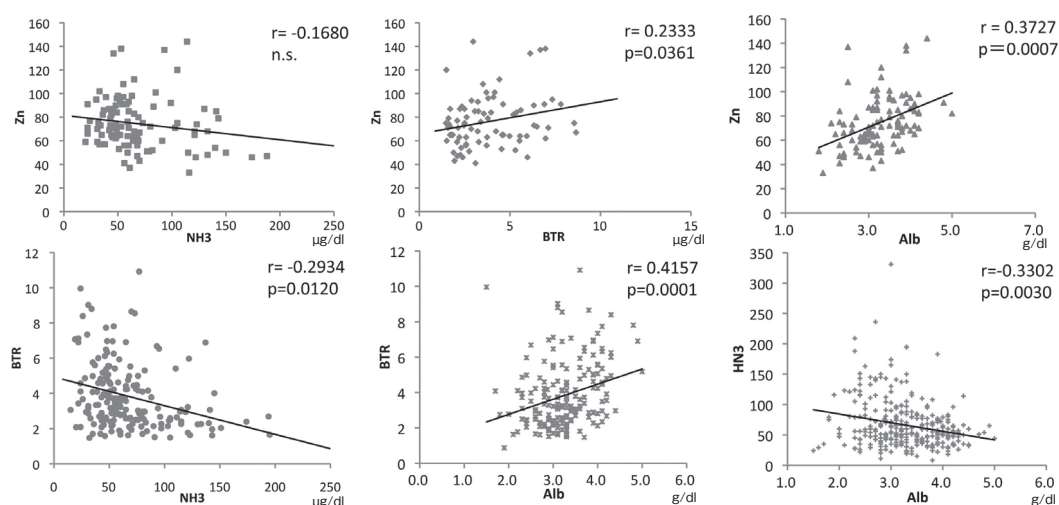 r= -0.1680
n.s.
Zn
160
140
120
100
80
60
40
20
0
0 50 100 150 200 250
NH3
μg/dl
r= 0.2333
p=0.0361
Zn
160
140
120
100
80
60
40
20
0
0 5 10 15
BTR
μg/dl
r = 0.3727
p=0.0007
Zn
160
140
120
100
80
60
40
20
0
1.0 3.0 5.0 7.0
Alb
g/dl
r= -0.2934
p=0.0120
BTR
12
10
8
6
4
2
0
0 50 100 150 200 250
NH3
μg/dl
r= 0.4157
p=0.0001
BTR
12
10
8
6
4
2
0
0.0 1.0 2.0 3.0 4.0 5.0 6.0
Alb
g/dl
r=-0.3302
p=0.0030
HN3
350
300
250
200
150
100
50
0
1.0 2.0 3.0 4.0 5.0 6.0
Alb
g/dl